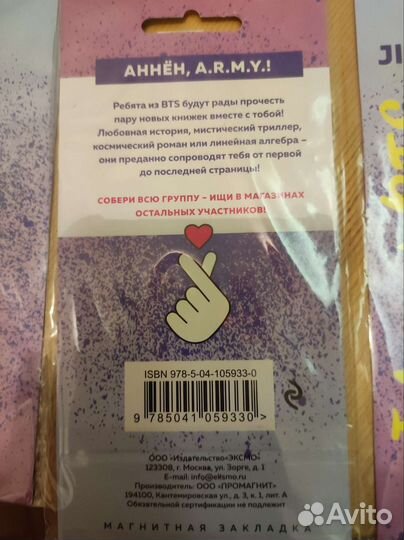 АННЁН, A.R.M.Y.!
Ребята из BTS будут рады прочесть
пару новых книжек вместе с тобой!
Любовная история, мистический триллер,
космический роман или линейная алгебра –
они преданно сопроводят тебя от первой
до последней страницы!
СОБЕРИ ВСЮ ГРУППУ – ИЩИ В МАГАЗИНАХ
ОСТАЛЬНЫХ УЧАСТНИКОВ!
JI
ISBN 978-5-04-105933-0
9 785041 059330 >
ООО «Издательство «ЭКСМО»
123308, г. Москва, ул. Зорге, д. 1
E-mail: info@eksmo.ru
Производитель: ООО «ПРОМАГНИТ»
194100, Кантемировская ул., д. 3, к. 1, лит. А
Обязательной сертификации не подлежит
МАГНИТНАЯ ЗАКЛАДКА
Avito